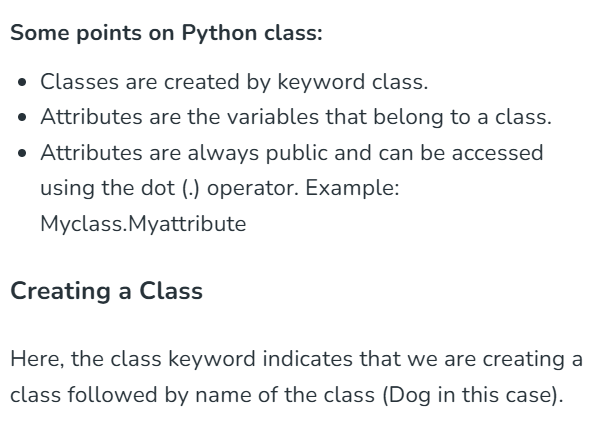 Some points on Python class:
• Classes are created by keyword class.
• Attributes are the variables that belong to a class.
• Attributes are always public and can be accessed
using the dot (.) operator. Example:
Myclass.Myattribute
Creating a Class
Here, the class keyword indicates that we are creating a
class followed by name of the class (Dog in this case).